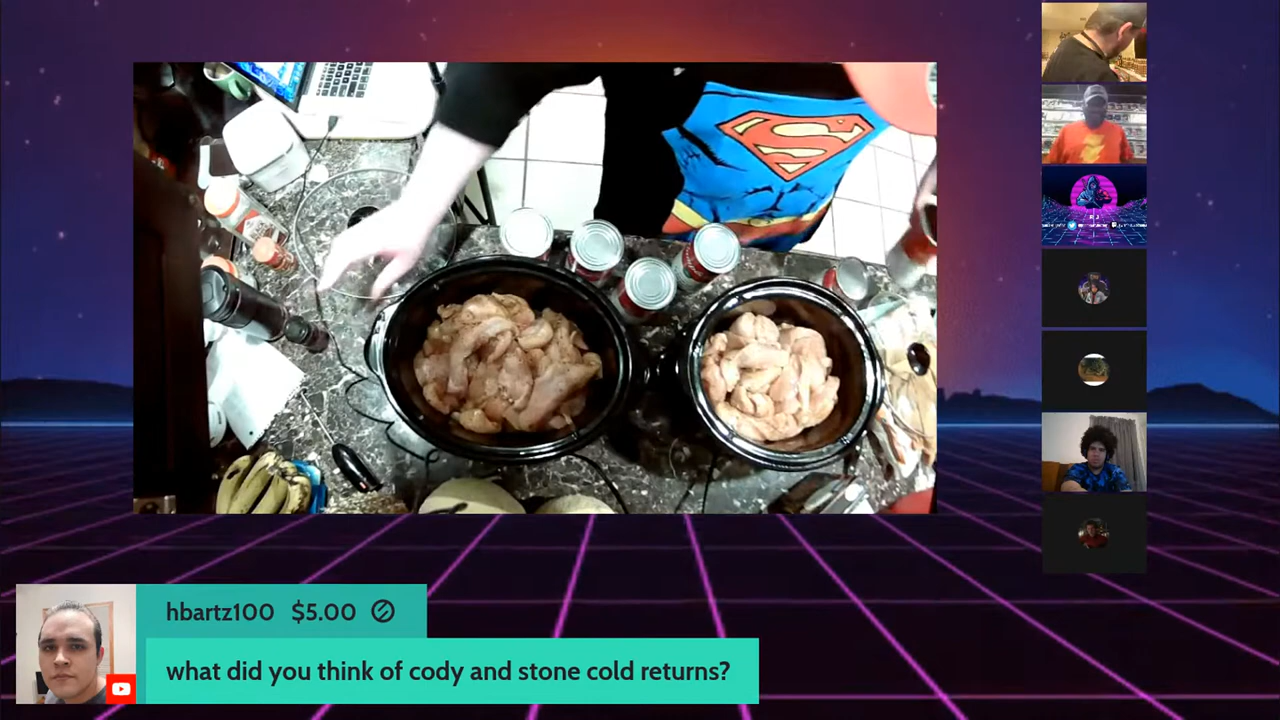 hbartz100 $5.00
what did you think of cody and stone cold returns?